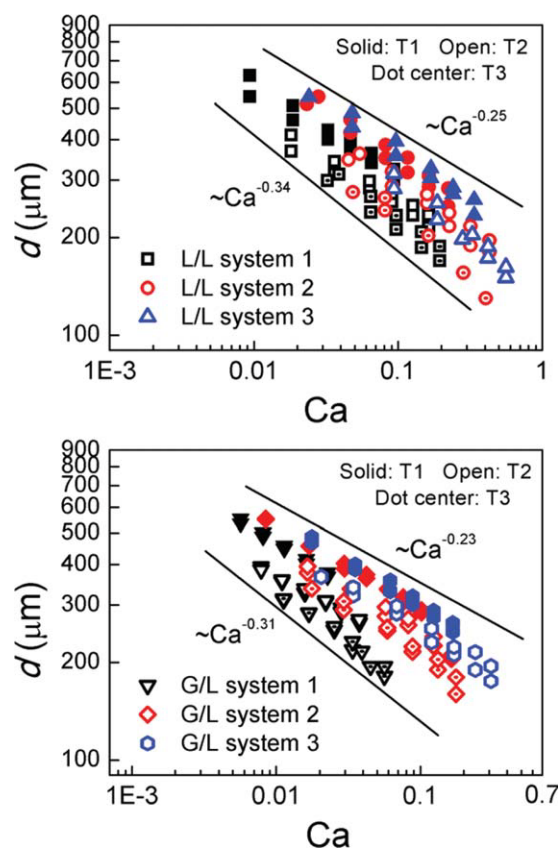 900
800
700
600
500
400
300
200
100
d (μm)
Solid: T1 Open: T2
Dot center: T3
~Ca^-0.25
~Ca^-0.34
L/L system 1
L/L system 2
L/L system 3
1E-3 0.01 0.1 1
Ca
900
800
700
600
500
400
300
200
100
d (μm)
Solid: T1 Open: T2
Dot center: T3
~Ca^-0.23
~Ca^-0.31
G/L system 1
G/L system 2
G/L system 3
1E-3 0.01 0.1 0.7
Ca